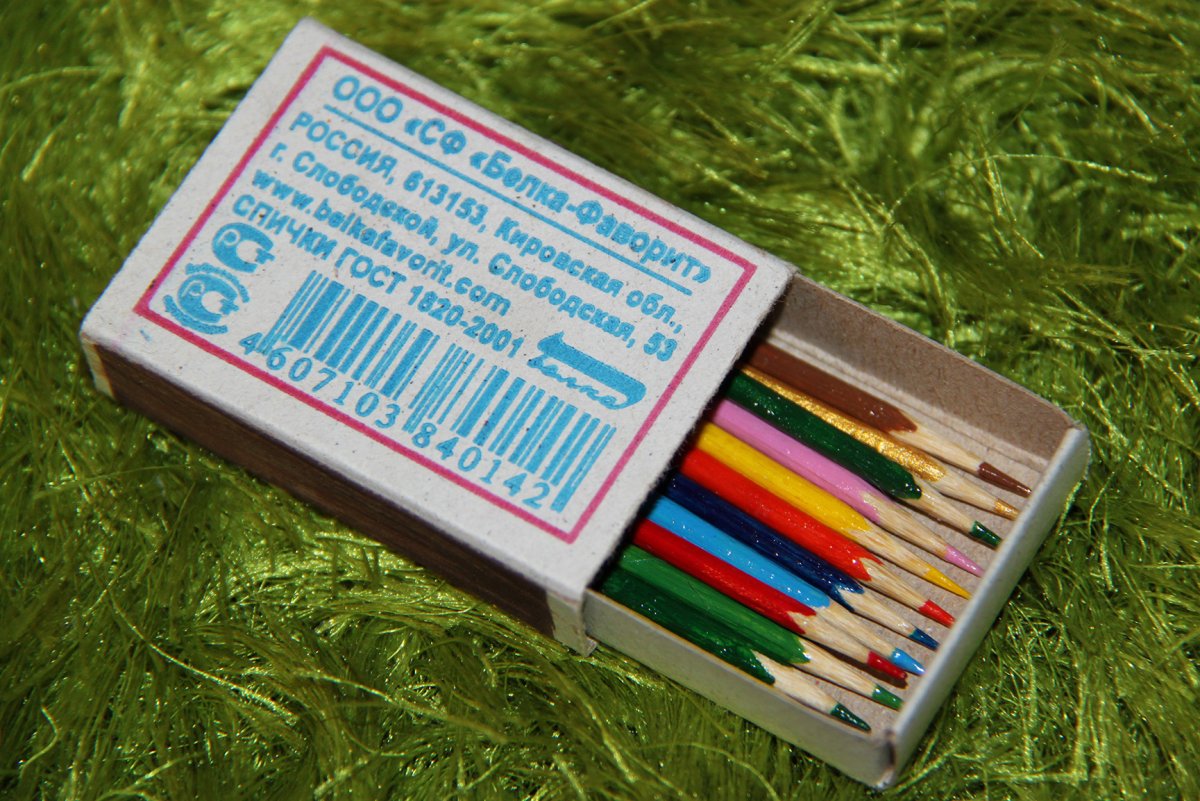 ООО «СФ «Белка-Фаворит»
РОССИЯ, 613153, Кировская обл.,
г. Слободской, ул. Слободская, 53
www.belkafavorit.com
СПИЧКИ ГОСТ 1820-2001
белка
4607103840142